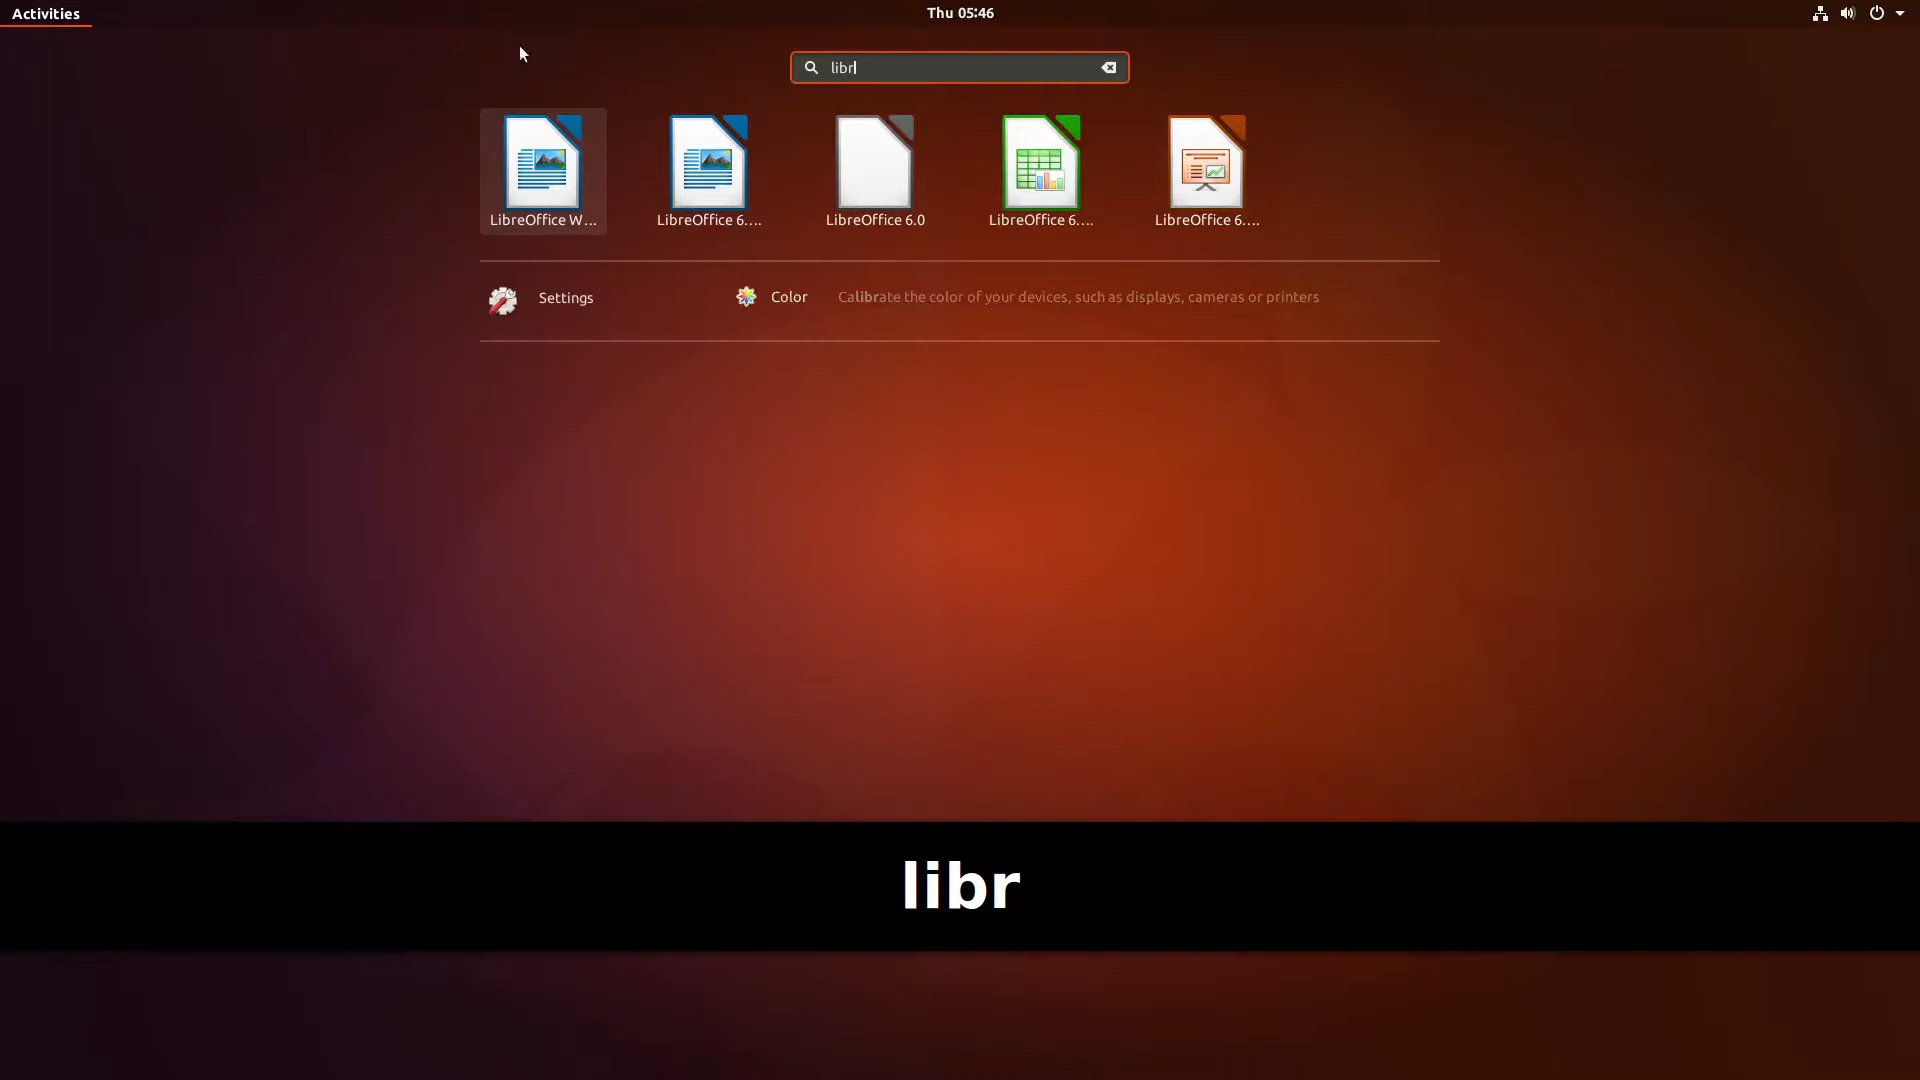 Activities
Thu 05:46
libr
LibreOffice W...
LibreOffice 6....
LibreOffice 6.0
LibreOffice 6....
LibreOffice 6....
Settings
Color
Calibrate the color of your devices, such as displays, cameras or printers
libr